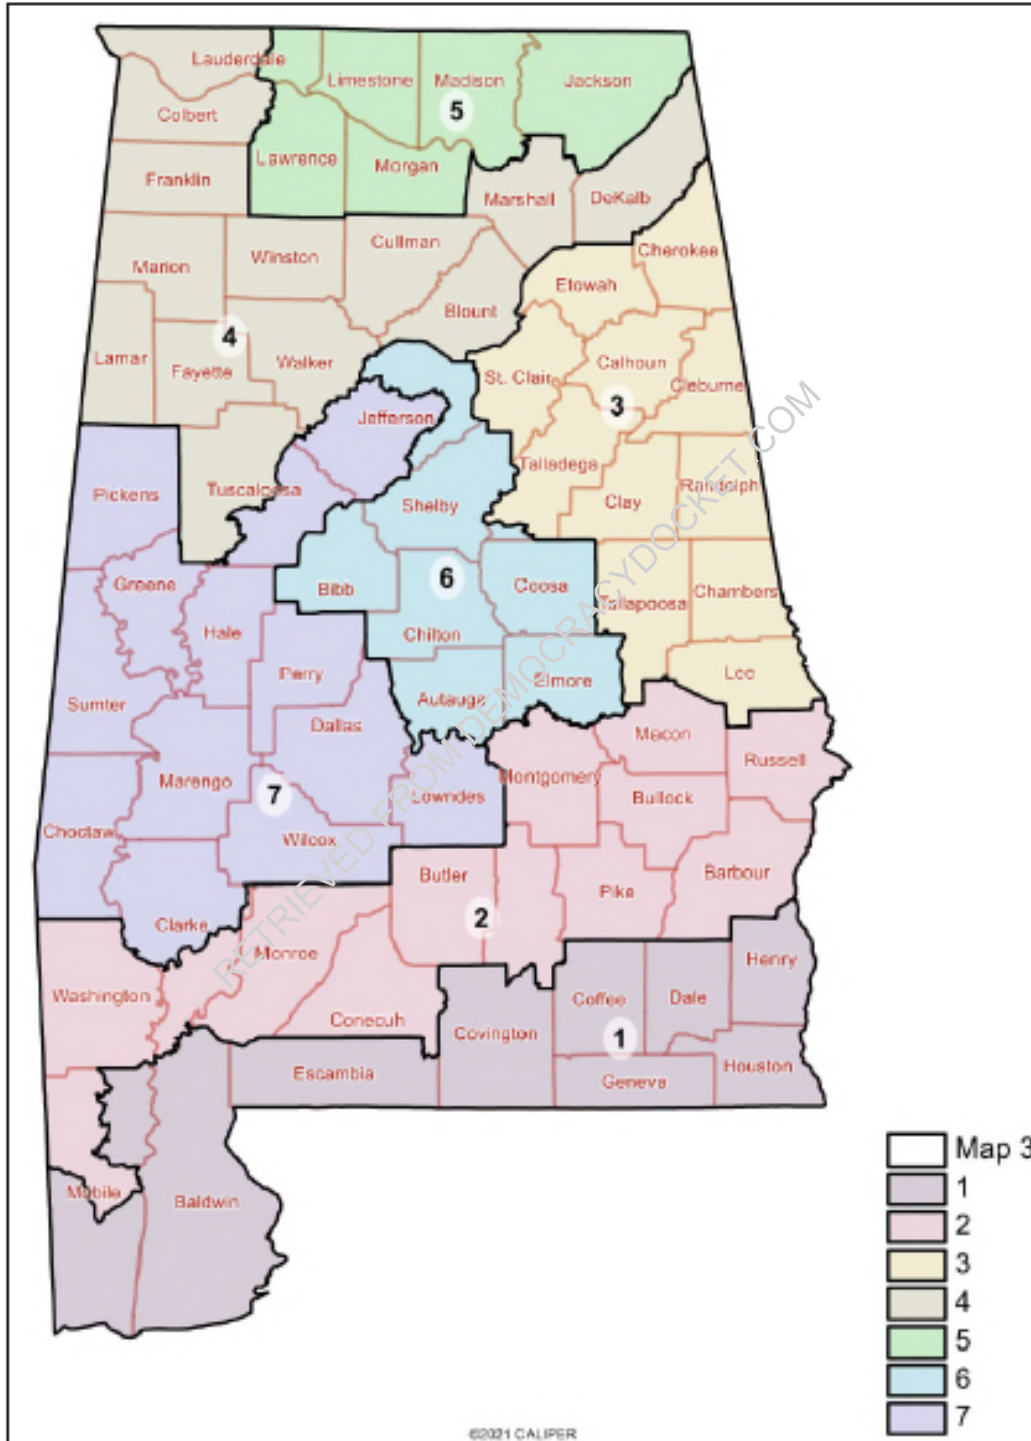 Lauderdale
Limestone
Madison
Jackson
5
Colbert
Lawrence
Morgan
Franklin
Marshall
DeKalb
Cullman
Cherokee
Winston
Marion
Etowah
Blount
4
Lamar
Fayette
Walker
St. Clair
Calhoun
Cleburne
3
Jefferson
Talladega
Pickens
Tuscaloosa
Shelby
Clay
Randolph
Greene
Bibb
6
Coosa
Tallapoosa
Chambers
Hale
Chilton
Perry
Autauga
Elmore
Lee
Sumter
Dallas
Macon
Russell
Marengo
Montgomery
7
Lowndes
Bullock
Choctaw
Wilcox
Butler
Pike
Barbour
2
Clarke
Monroe
Henry
Washington
Coffee
Dale
Conecuh
Covington
1
Escambia
Geneva
Houston
Mobile
Baldwin
RETRIEVED FROM DEMOCRACYDOCKET.COM
Map 3
1
2
3
4
5
6
7
©2021 CALIPER